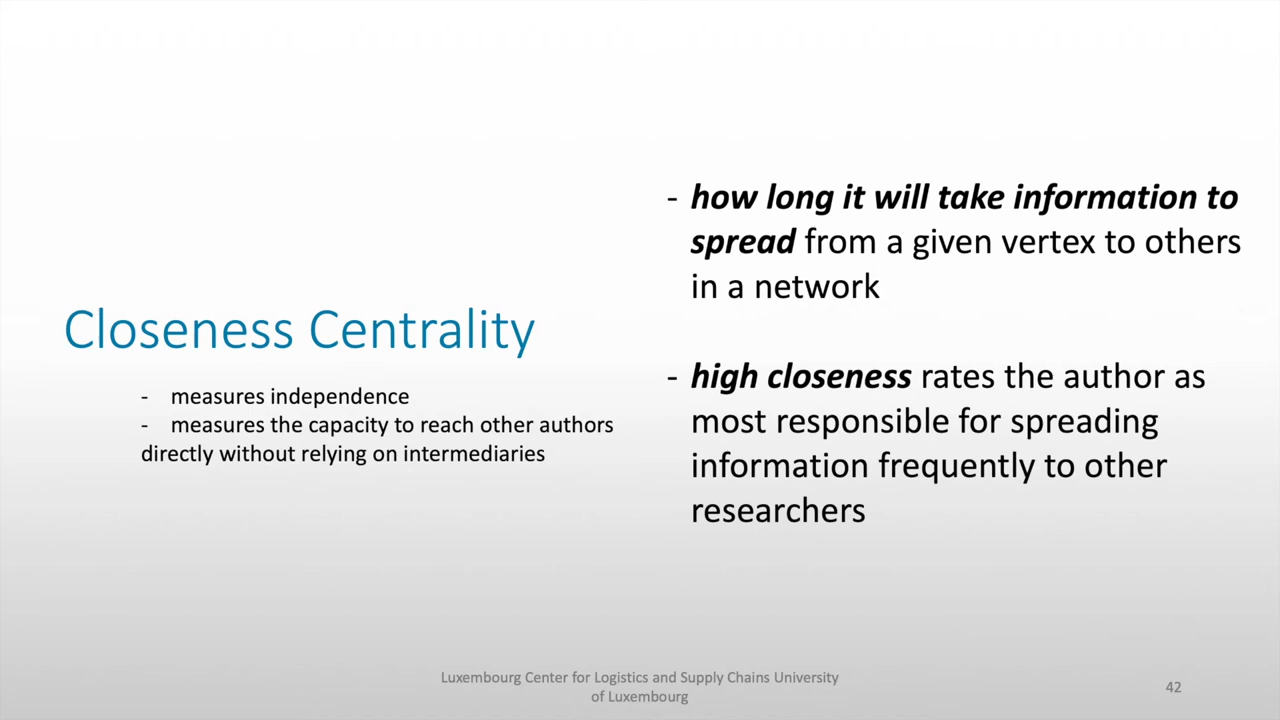 Closeness Centrality
- measures independence
- measures the capacity to reach other authors
directly without relying on intermediaries
- how long it will take information to
spread from a given vertex to others
in a network
- high closeness rates the author as
most responsible for spreading
information frequently to other
researchers
Luxembourg Center for Logistics and Supply Chains University
of Luxembourg
42